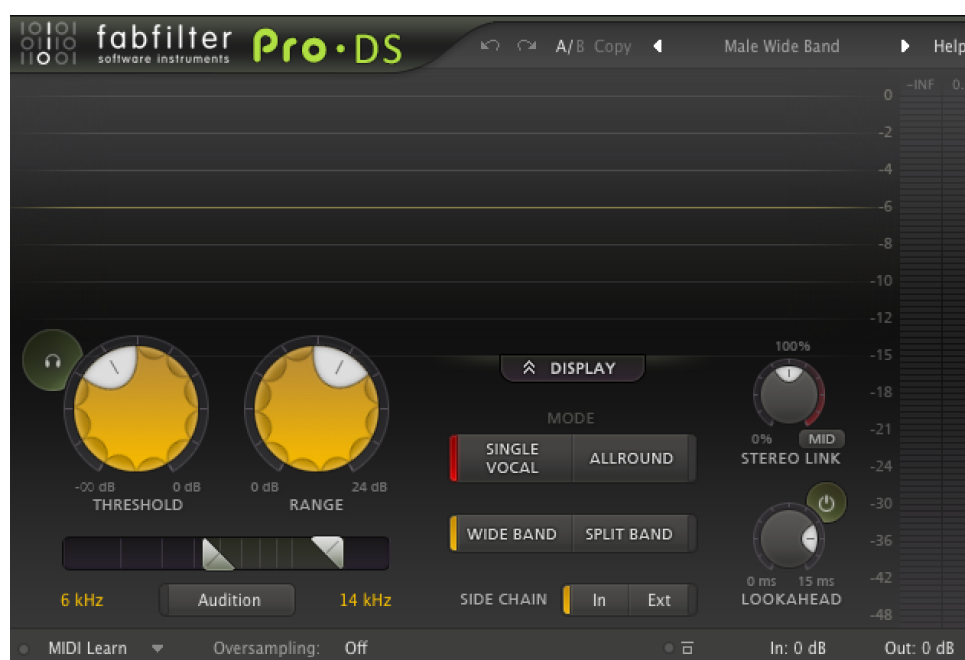 fabfilter
software instruments
Pro·DS
A/B Copy
Male Wide Band
Help
-INF 0.
0
-2
-4
-6
-8
-10
-12
-15
-18
-21
-24
-30
-36
-42
-48
-∞ dB 0 dB
THRESHOLD
0 dB 24 dB
RANGE
6 kHz
Audition
14 kHz
DISPLAY
MODE
SINGLE
VOCAL
ALLROUND
WIDE BAND
SPLIT BAND
SIDE CHAIN
In
Ext
100%
0%
MID
STEREO LINK
0 ms 15 ms
LOOKAHEAD
MIDI Learn
Oversampling: Off
In: 0 dB
Out: 0 dB